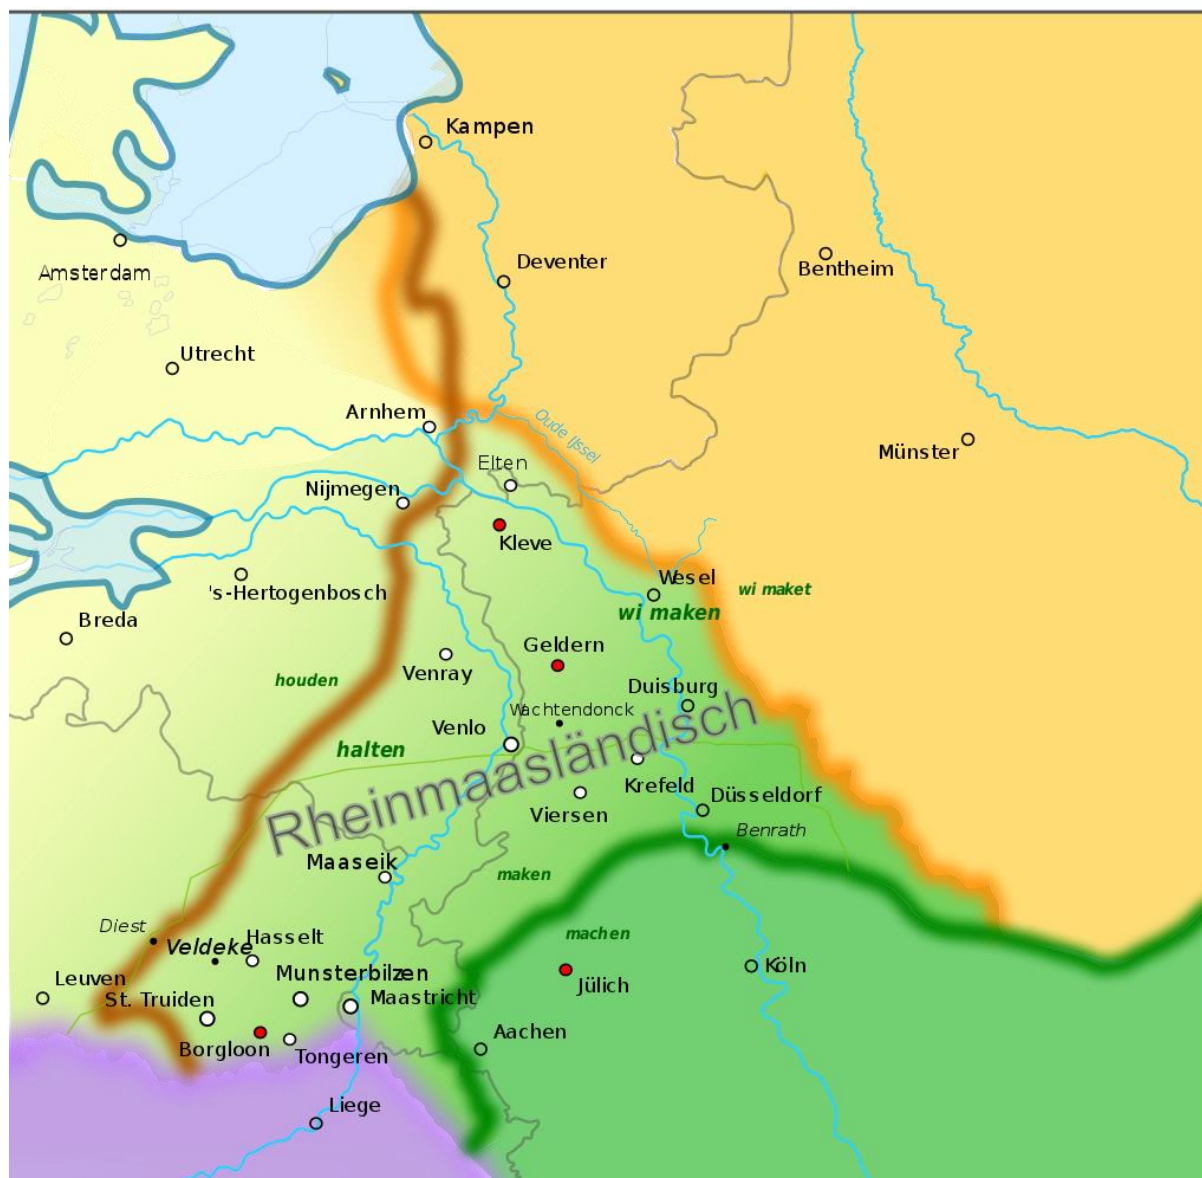 Kampen
Amsterdam
Deventer
Bentheim
Utrecht
Arnhem
Oude IJssel
Münster
Elten
Nijmegen
Kleve
's-Hertogenbosch
Wesel
wi maket
wi maken
Breda
Geldern
Venray
houden
Duisburg
Wachtendonck
Venlo
halten
Rheinmaasländisch
Krefeld
Düsseldorf
Viersen
Benrath
Maaseik
maken
Diest
Veldeke
Hasselt
machen
Leuven
Munsterbilzen
Köln
St. Truiden
Maastricht
Jülich
Borgloon
Tongeren
Aachen
Liege